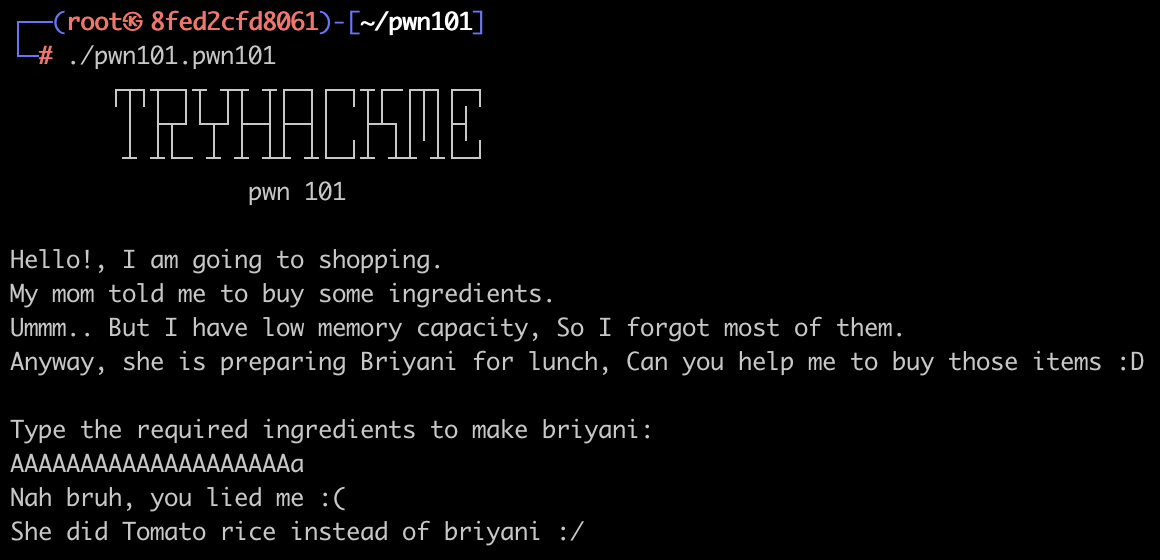 ┌──(root㉿8fed2cfd8061)-[~/pwn101]
└─# ./pwn101.pwn101
TRYHACKME
pwn 101
Hello!, I am going to shopping.
My mom told me to buy some ingredients.
Ummm.. But I have low memory capacity, So I forgot most of them.
Anyway, she is preparing Briyani for lunch, Can you help me to buy those items :D
Type the required ingredients to make briyani:
AAAAAAAAAAAAAAAAAAAAa
Nah bruh, you lied me :(
She did Tomato rice instead of briyani :/